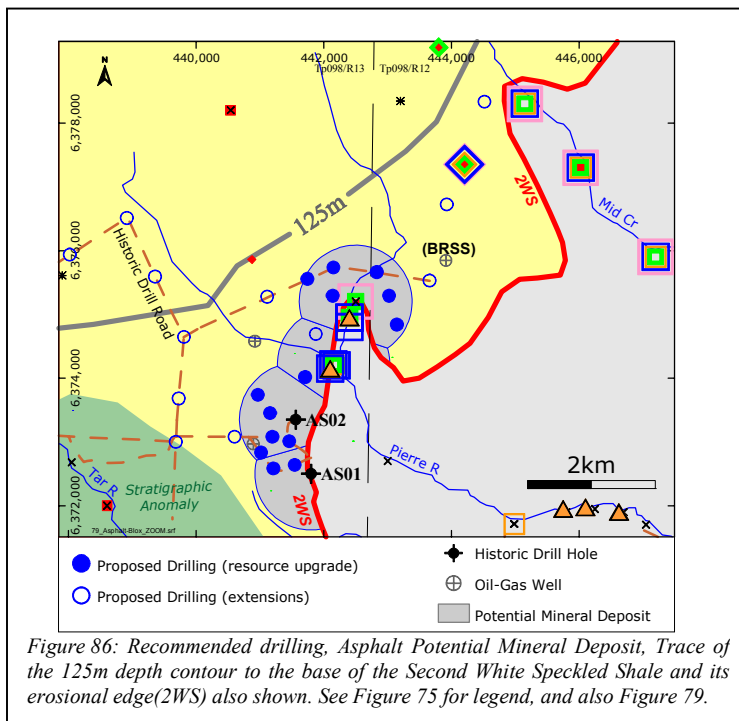 440,000
442,000
444,000
446,000
Tp098/R13
Tp098/R12
N
6,378,000
6,376,000
6,374,000
6,372,000
125m
2WS
Mid Cr
(BRSS)
Historic Drill Road
AS02
AS01
Pierre R
2km
Tar R
Stratigraphic
Anomaly
2WS
79_Asphalt-Blox_ZOOM.srf
Proposed Drilling (resource upgrade)
Proposed Drilling (extensions)
Historic Drill Hole
Oil-Gas Well
Potential Mineral Deposit
Figure 86: Recommended drilling, Asphalt Potential Mineral Deposit, Trace of
the 125m depth contour to the base of the Second White Speckled Shale and its
erosional edge(2WS) also shown. See Figure 75 for legend, and also Figure 79.